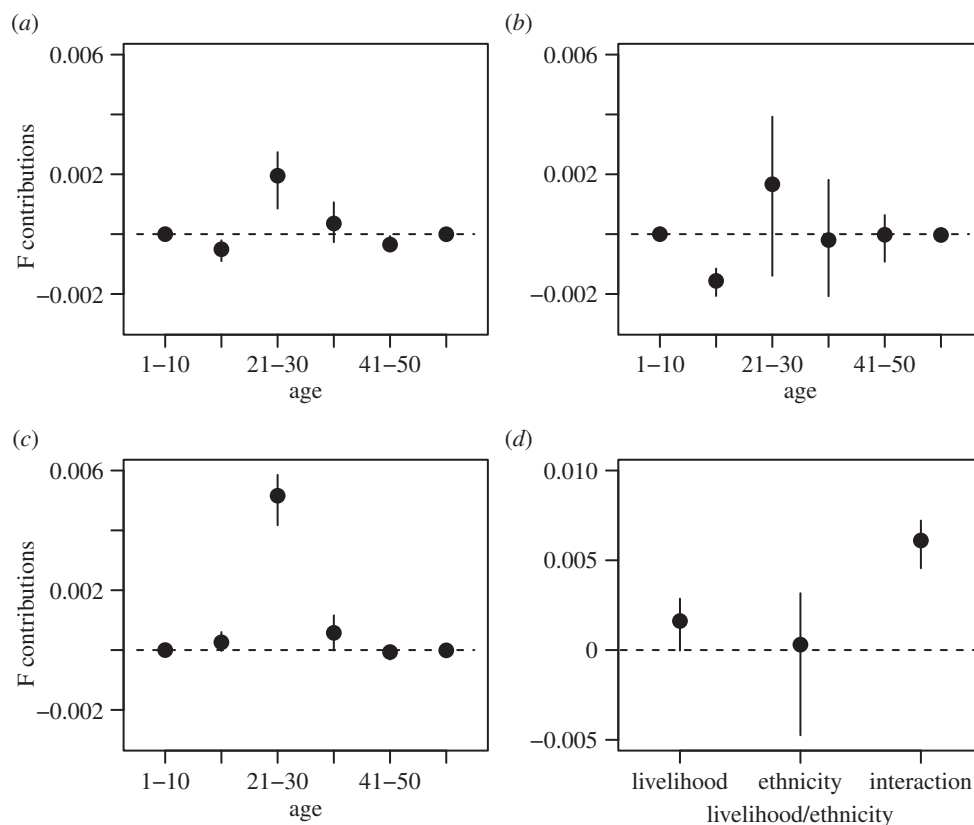 (a)
(b)
0.006
0.002
−0.002
F contributions
1–10
21–30
41–50
age
0.006
0.002
−0.002
1–10
21–30
41–50
age
(c)
(d)
0.006
0.002
−0.002
F contributions
1–10
21–30
41–50
age
0.010
0.005
0
−0.005
livelihood
ethnicity
interaction
livelihood/ethnicity